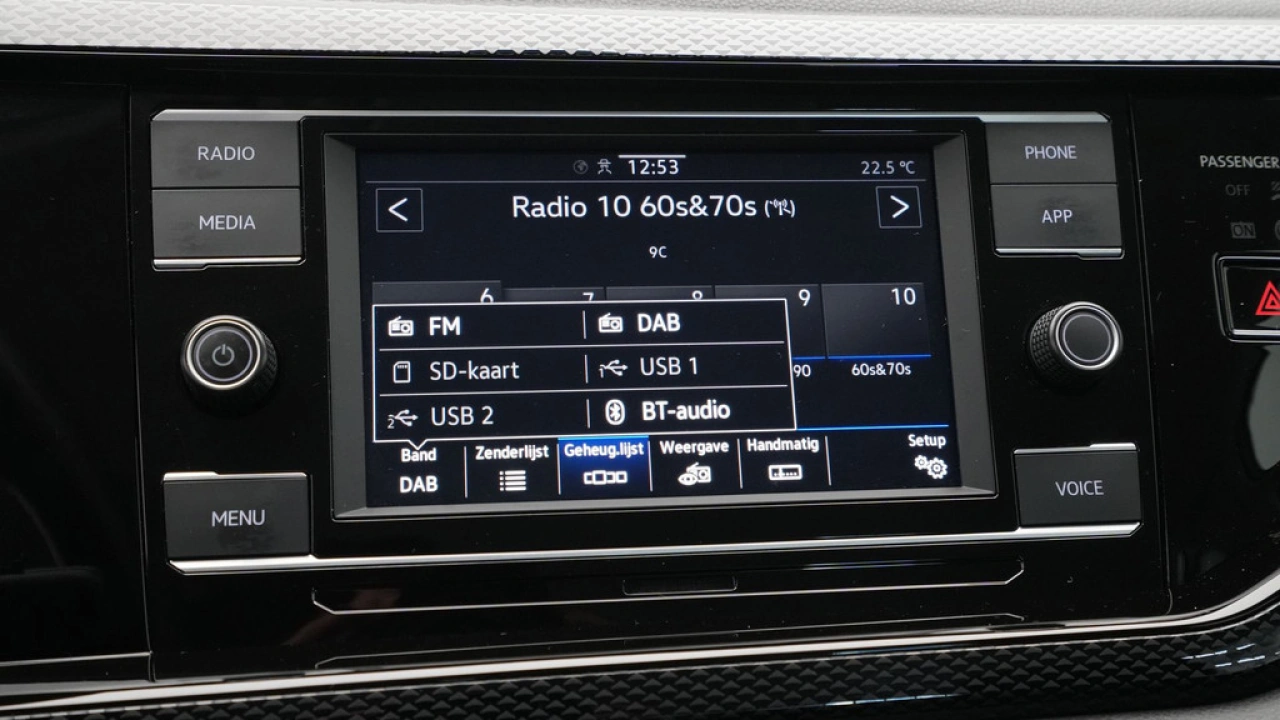 RADIO
MEDIA
MENU
PHONE
APP
VOICE
PASSENGER
OFF
ON
12:53
22.5 °C
< Radio 10 60s&70s >
9C
6 7 8 9 10
90 60s&70s
FM DAB
SD-kaart 1 USB 1
2 USB 2 BT-audio
Band Zenderlijst Geheug.lijst Weergave Handmatig Setup
DAB